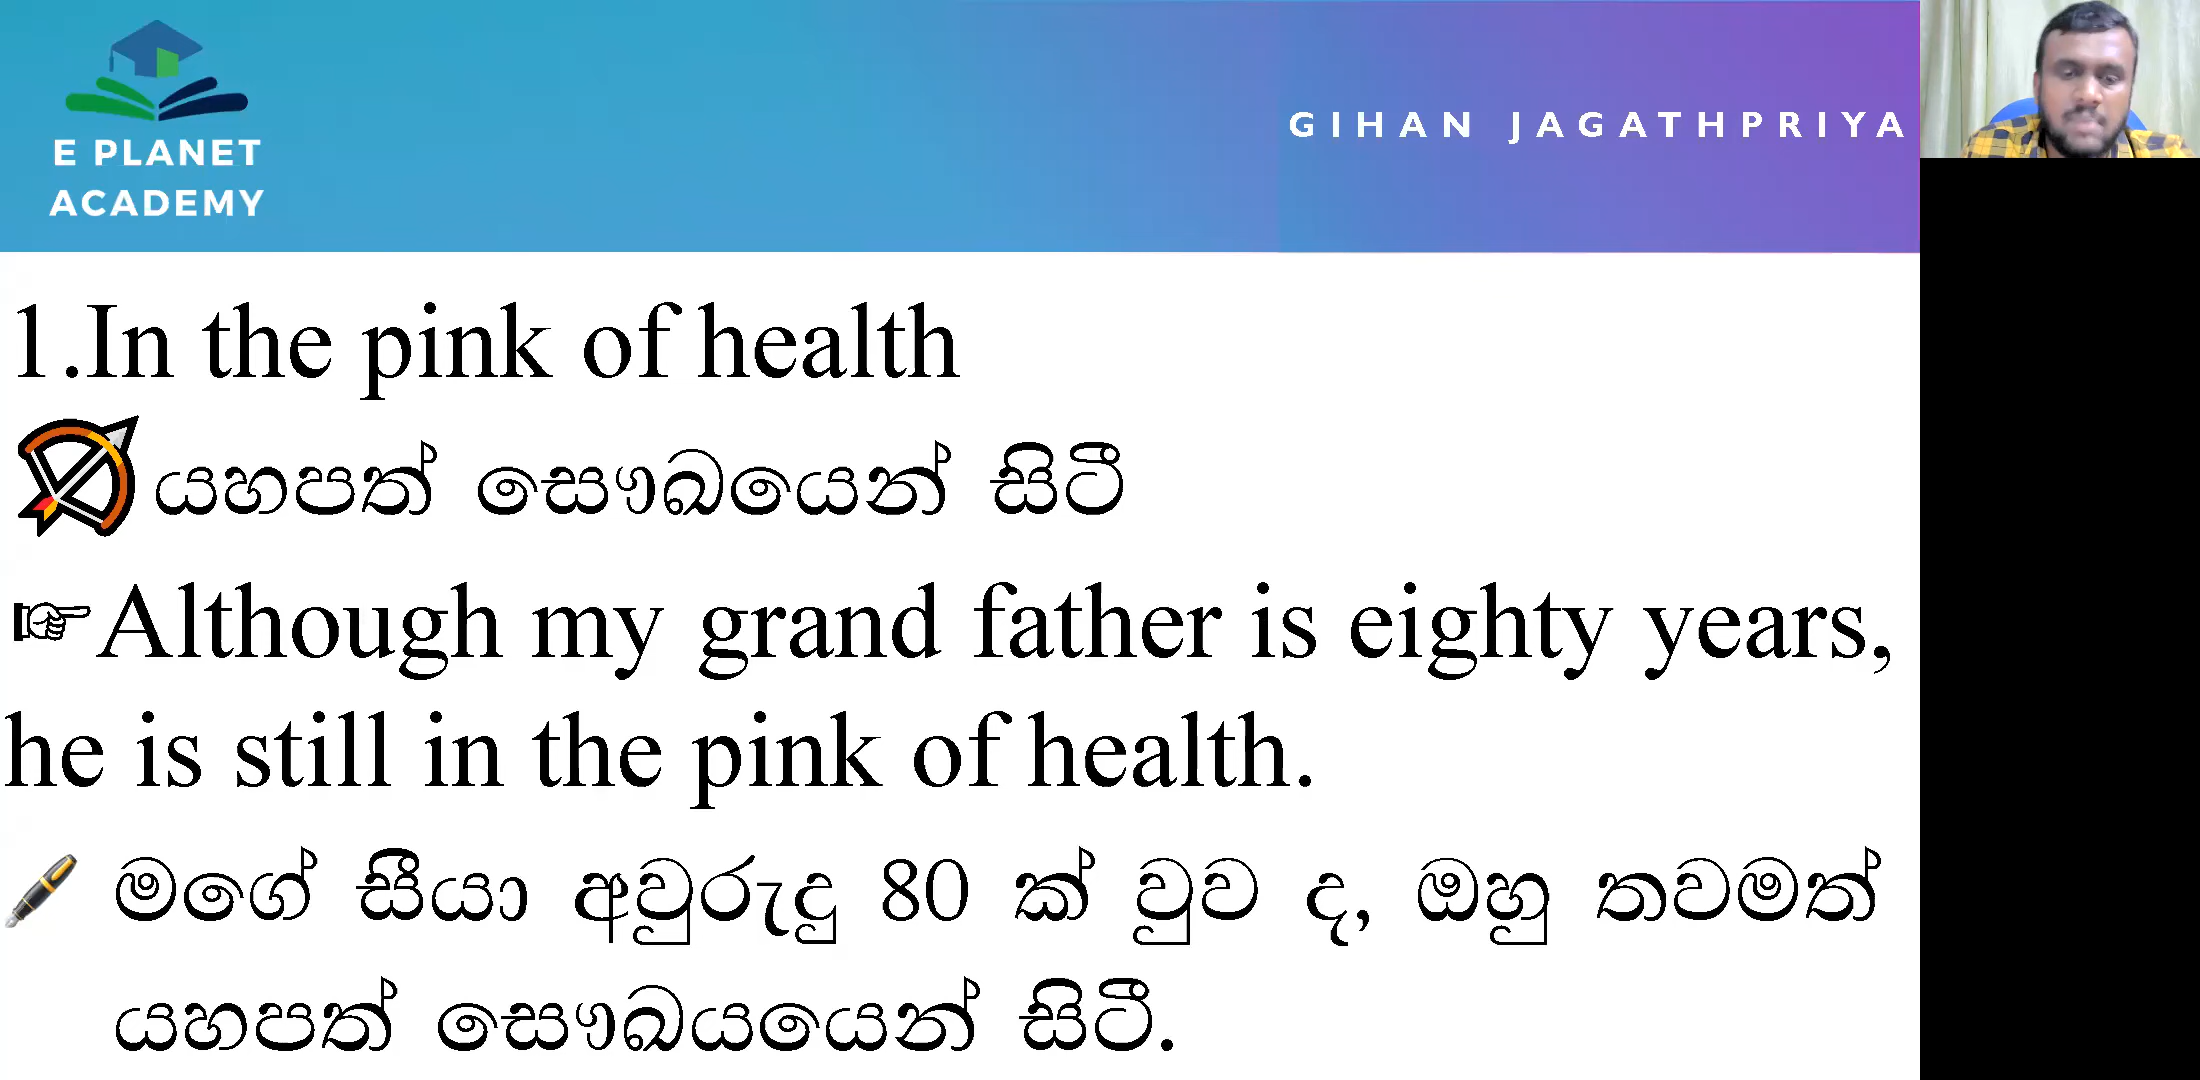 E PLANET
ACADEMY
GIHAN JAGATHPRIYA
1.In the pink of health
යහපත් සෞඛයෙන් සිටී
☞Although my grand father is eighty years,
he is still in the pink of health.
මගේ සීයා අවුරුදු 80 ක් වුව ද, ඔහු තවමත්
යහපත් සෞඛයයෙන් සිටී.